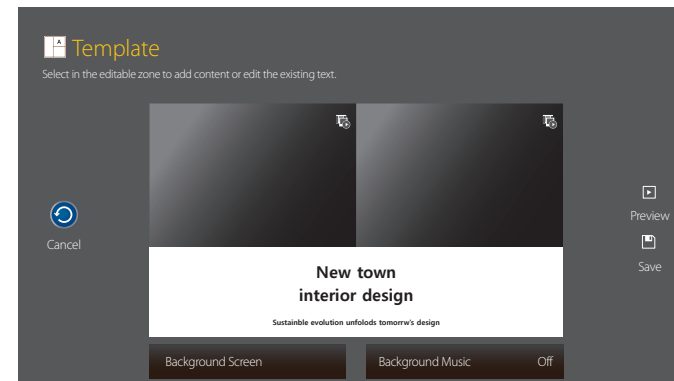 Template
Select in the editable zone to add content or edit the existing text.
Cancel
New town
interior design
Sustainble evolution unfolods tomorrw's design
Preview
Save
Background Screen
Background Music Off